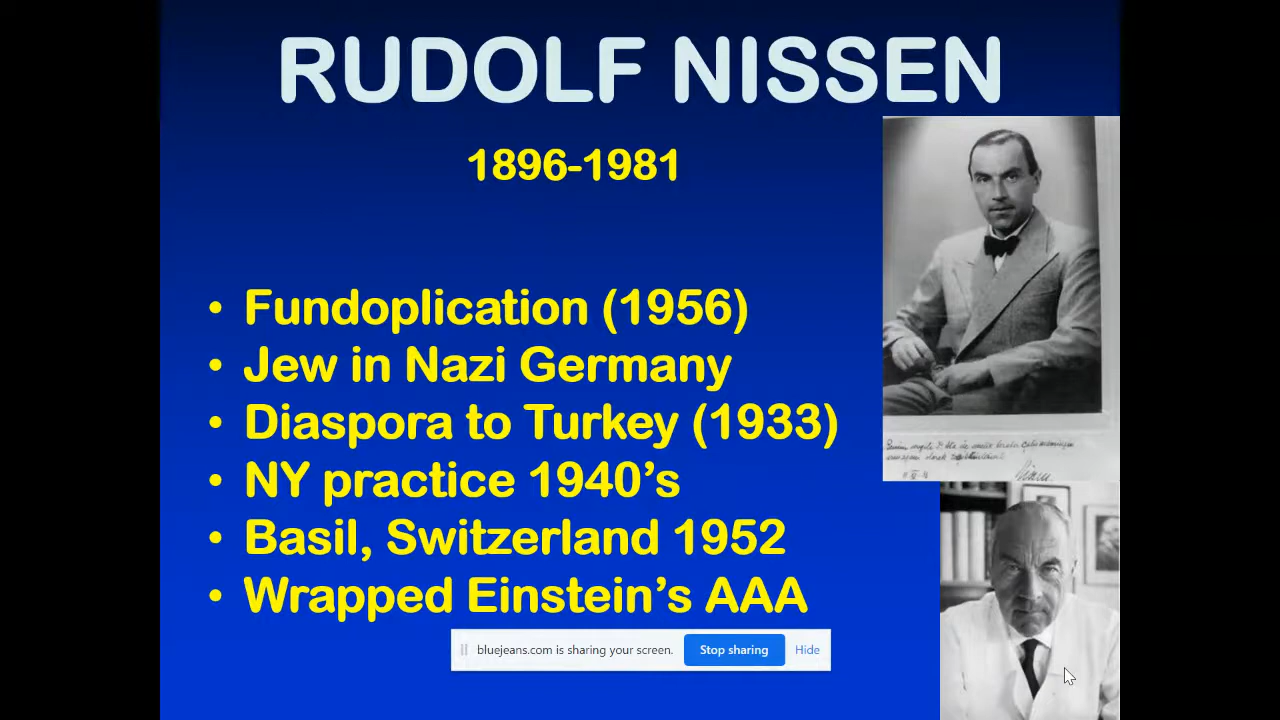 RUDOLF NISSEN
1896-1981
• Fundoplication (1956)
• Jew in Nazi Germany
• Diaspora to Turkey (1933)
• NY practice 1940’s
• Basil, Switzerland 1952
• Wrapped Einstein’s AAA
bluejeans.com is sharing your screen. Stop sharing Hide